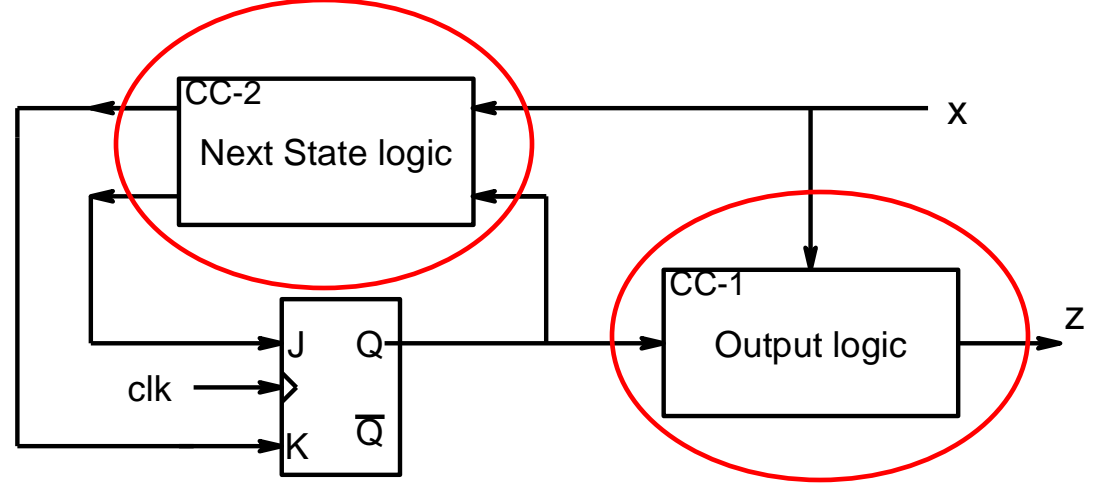 CC-2
Next State logic
x
CC-1
Output logic
z
J
Q
clk
K
Q̅